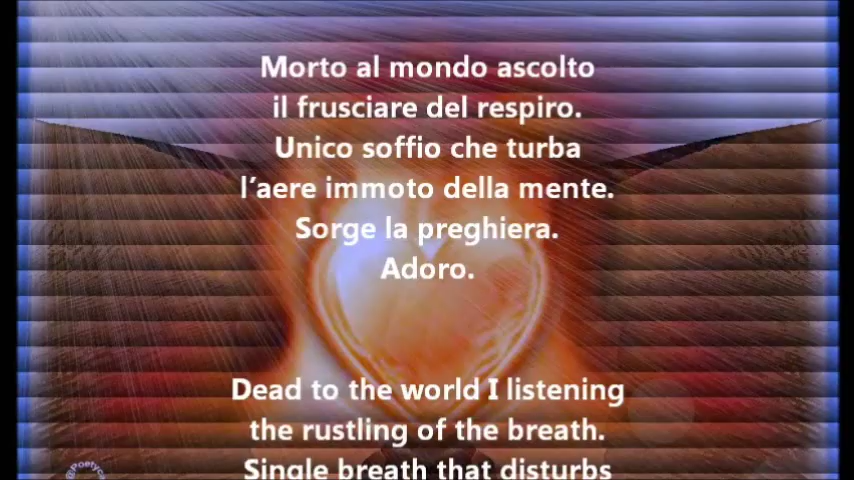 Morto al mondo ascolto
il frusciare del respiro.
Unico soffio che turba
l’aere immoto della mente.
Sorge la preghiera.
Adoro.
Dead to the world I listening
the rustling of the breath.
Single breath that disturbs